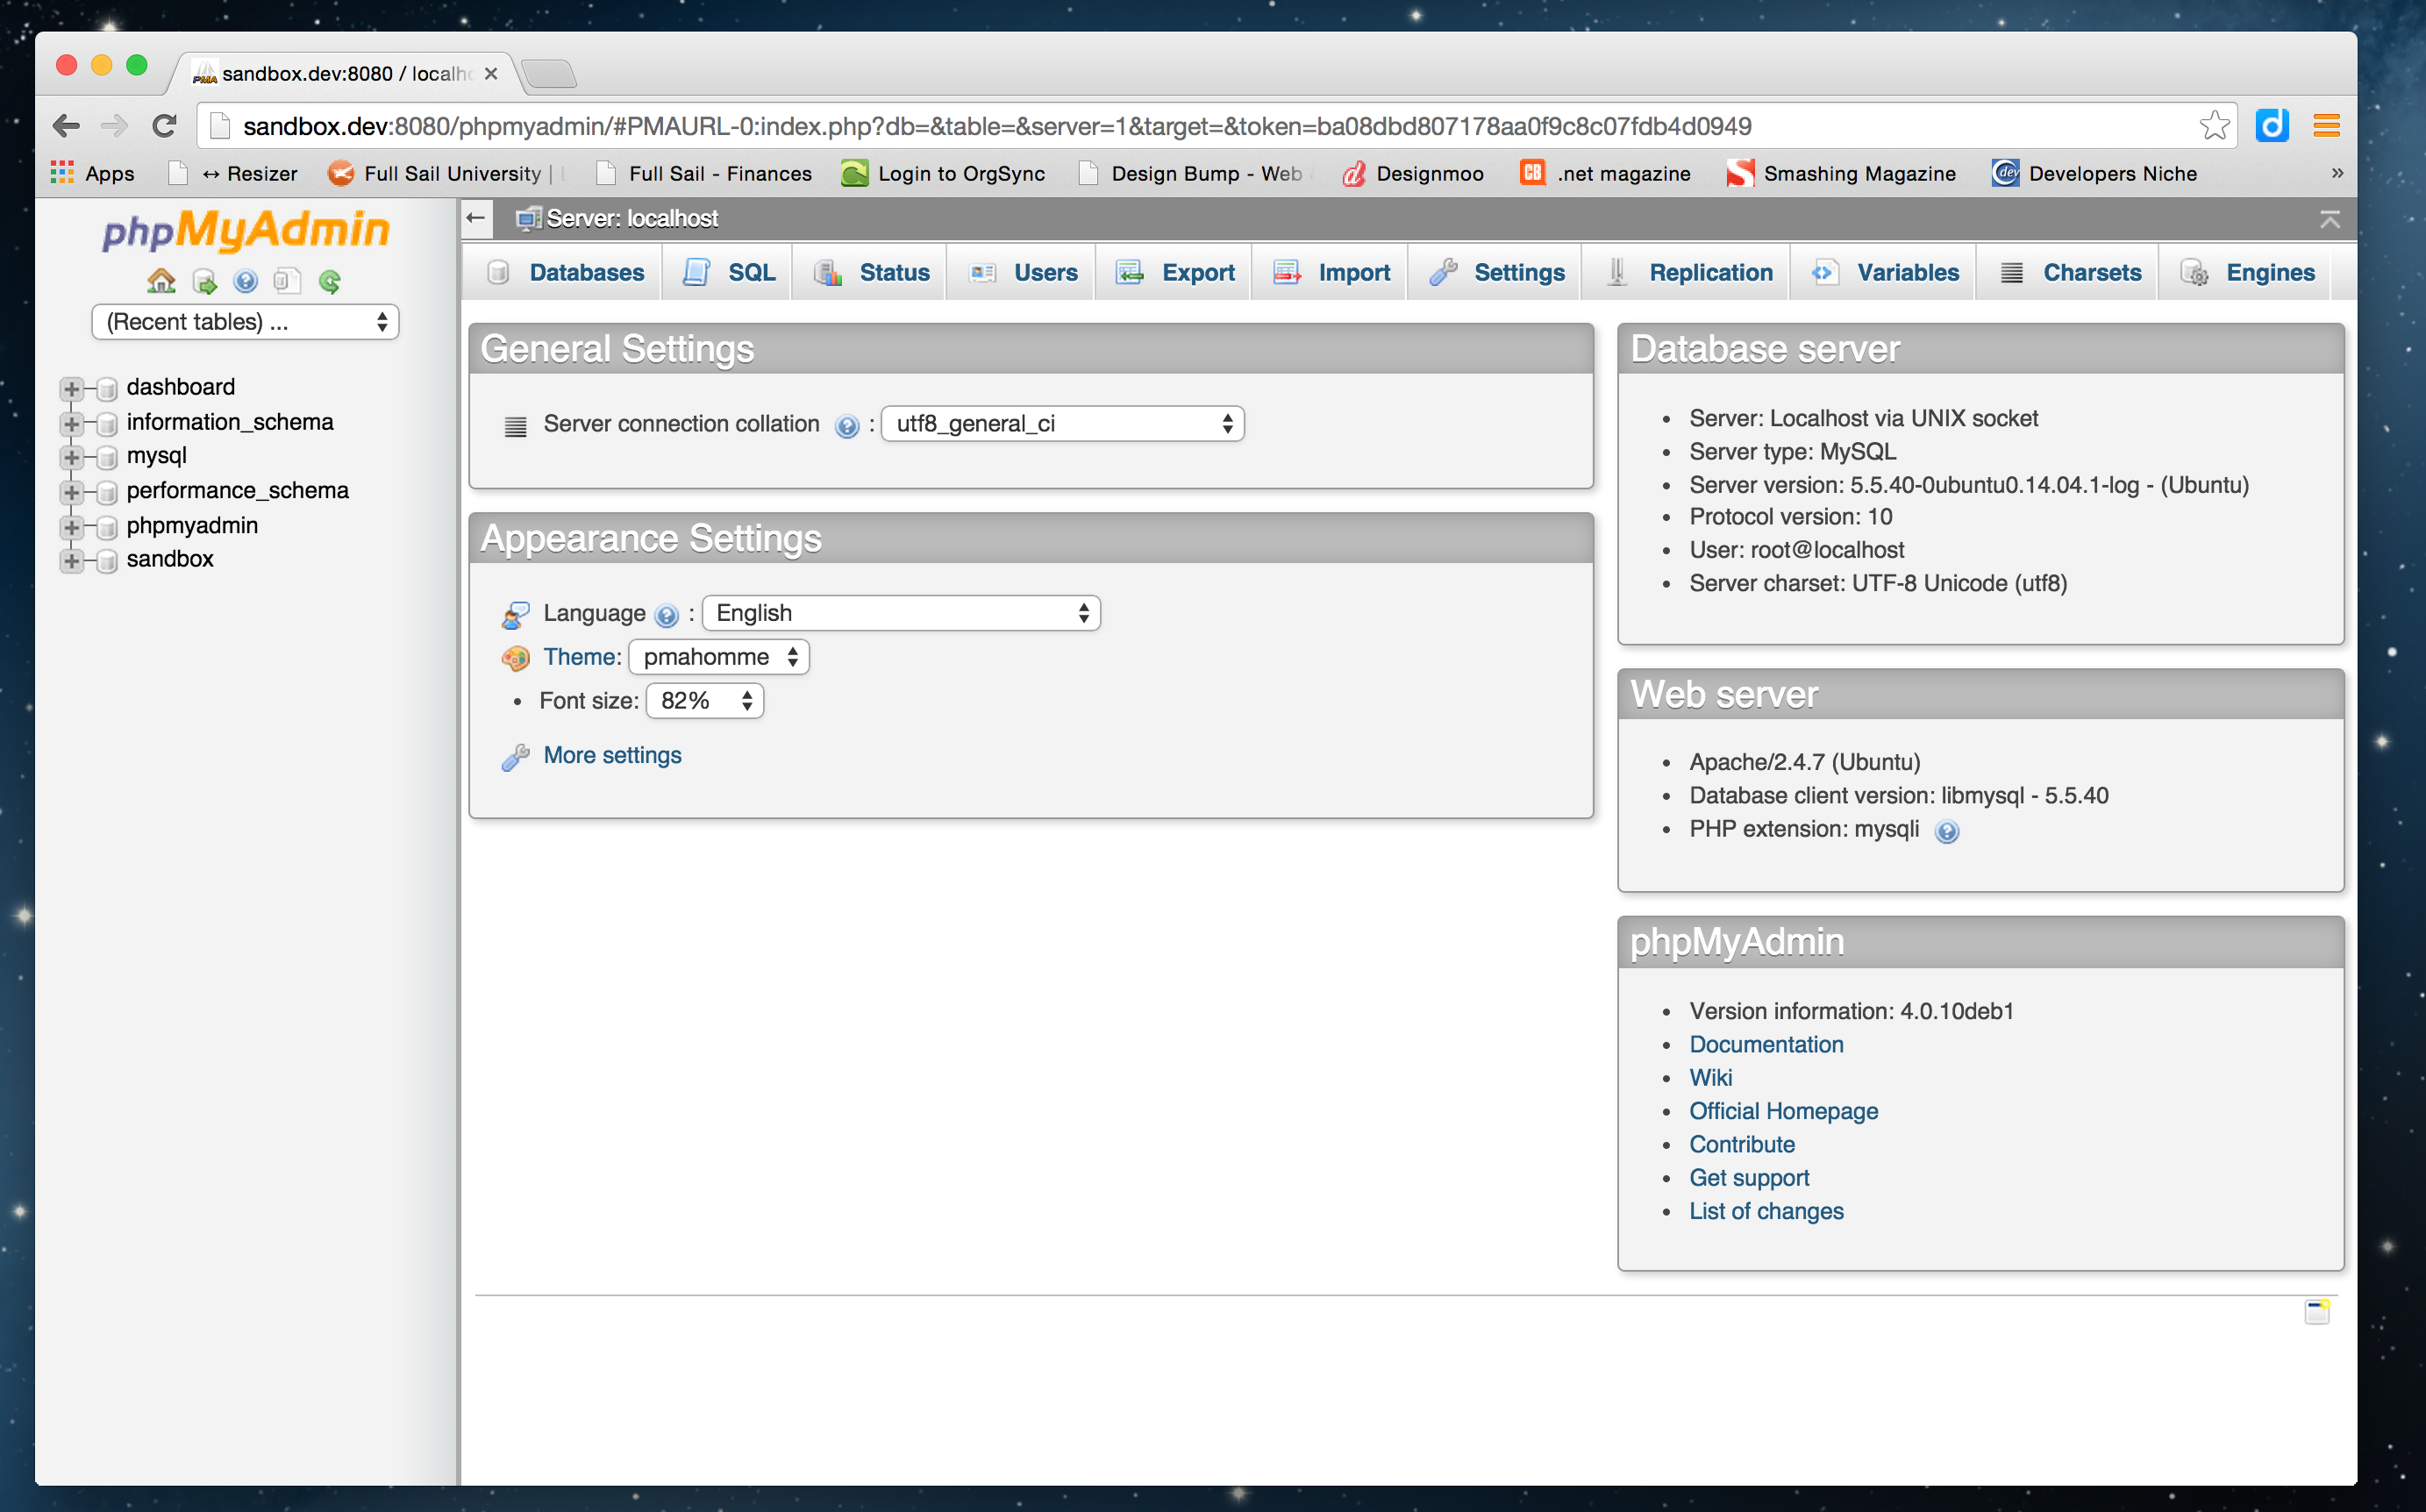 sandbox.dev:8080 / localho
sandbox.dev:8080/phpmyadmin/#PMAURL-0:index.php?db=&table=&server=1&target=&token=ba08dbd807178aa0f9c8c07fdb4d0949
Apps ↔ Resizer Full Sail University | Full Sail - Finances Login to OrgSync Design Bump - Web Designmoo .net magazine Smashing Magazine Developers Niche »
phpMyAdmin
(Recent tables) ...
dashboard
information_schema
mysql
performance_schema
phpmyadmin
sandbox
Server: localhost
Databases SQL Status Users Export Import Settings Replication Variables Charsets Engines
General Settings
Server connection collation : utf8_general_ci
Appearance Settings
Language : English
Theme: pmahomme
• Font size: 82%
More settings
Database server
• Server: Localhost via UNIX socket
• Server type: MySQL
• Server version: 5.5.40-0ubuntu0.14.04.1-log - (Ubuntu)
• Protocol version: 10
• User: root@localhost
• Server charset: UTF-8 Unicode (utf8)
Web server
• Apache/2.4.7 (Ubuntu)
• Database client version: libmysql - 5.5.40
• PHP extension: mysqli
phpMyAdmin
• Version information: 4.0.10deb1
• Documentation
• Wiki
• Official Homepage
• Contribute
• Get support
• List of changes